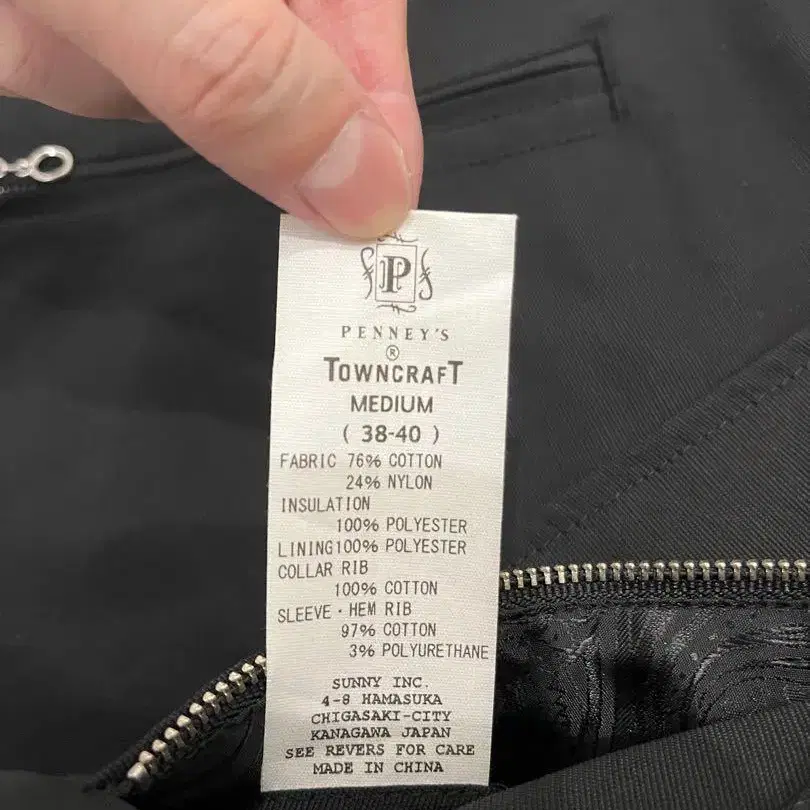 P
PENNEY'S
®
TOWNCRAFT
MEDIUM
( 38-40 )
FABRIC 76% COTTON
24% NYLON
INSULATION
100% POLYESTER
LINING 100% POLYESTER
COLLAR RIB
100% COTTON
SLEEVE・HEM RIB
97% COTTON
3% POLYURETHANE
SUNNY INC.
4-8 HAMASUKA
CHIGASAKI-CITY
KANAGAWA JAPAN
SEE REVERS FOR CARE
MADE IN CHINA